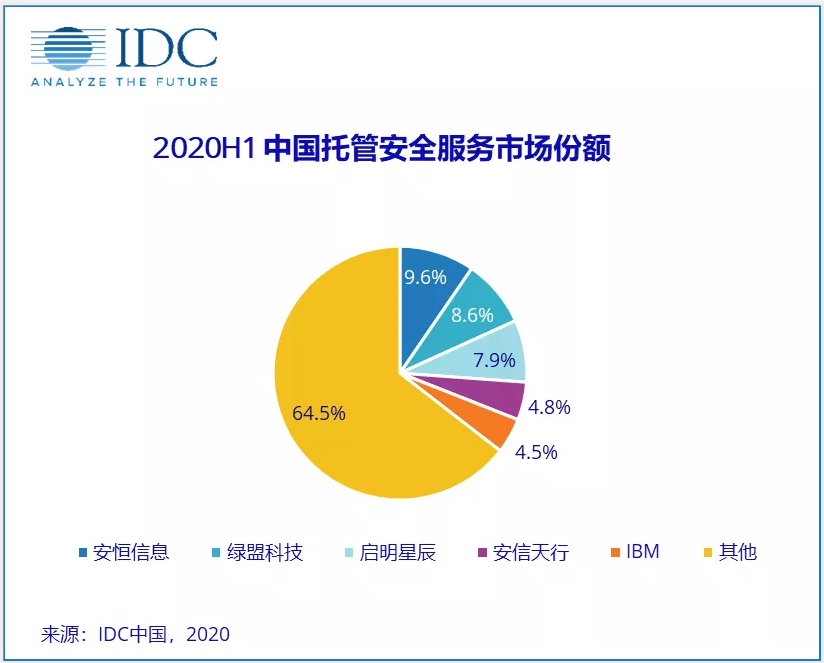 IDC
ANALYZE THE FUTURE
2020H1 中国托管安全服务市场份额
9.6%
8.6%
7.9%
4.8%
4.5%
64.5%
安恒信息 绿盟科技 启明星辰 安信天行 IBM 其他
来源：IDC中国，2020